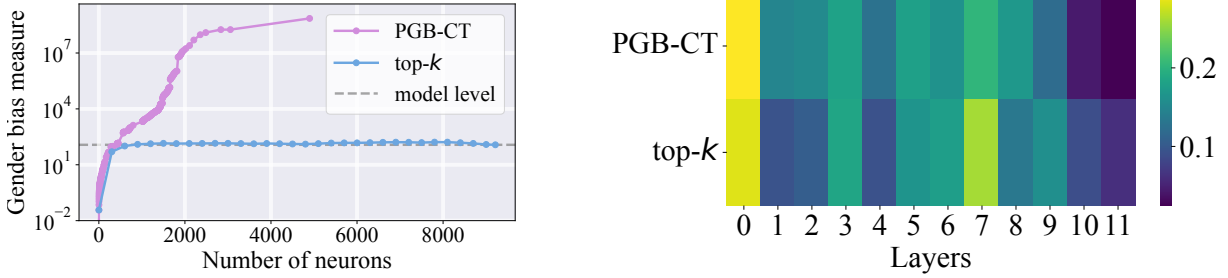 Gender bias measure
10^7
10^4
10^1
10^−2
PGB-CT
top-k
model level
0
2000
4000
6000
8000
Number of neurons
PGB-CT
top-k
0 1 2 3 4 5 6 7 8 9 10 11
Layers
0.2
0.1